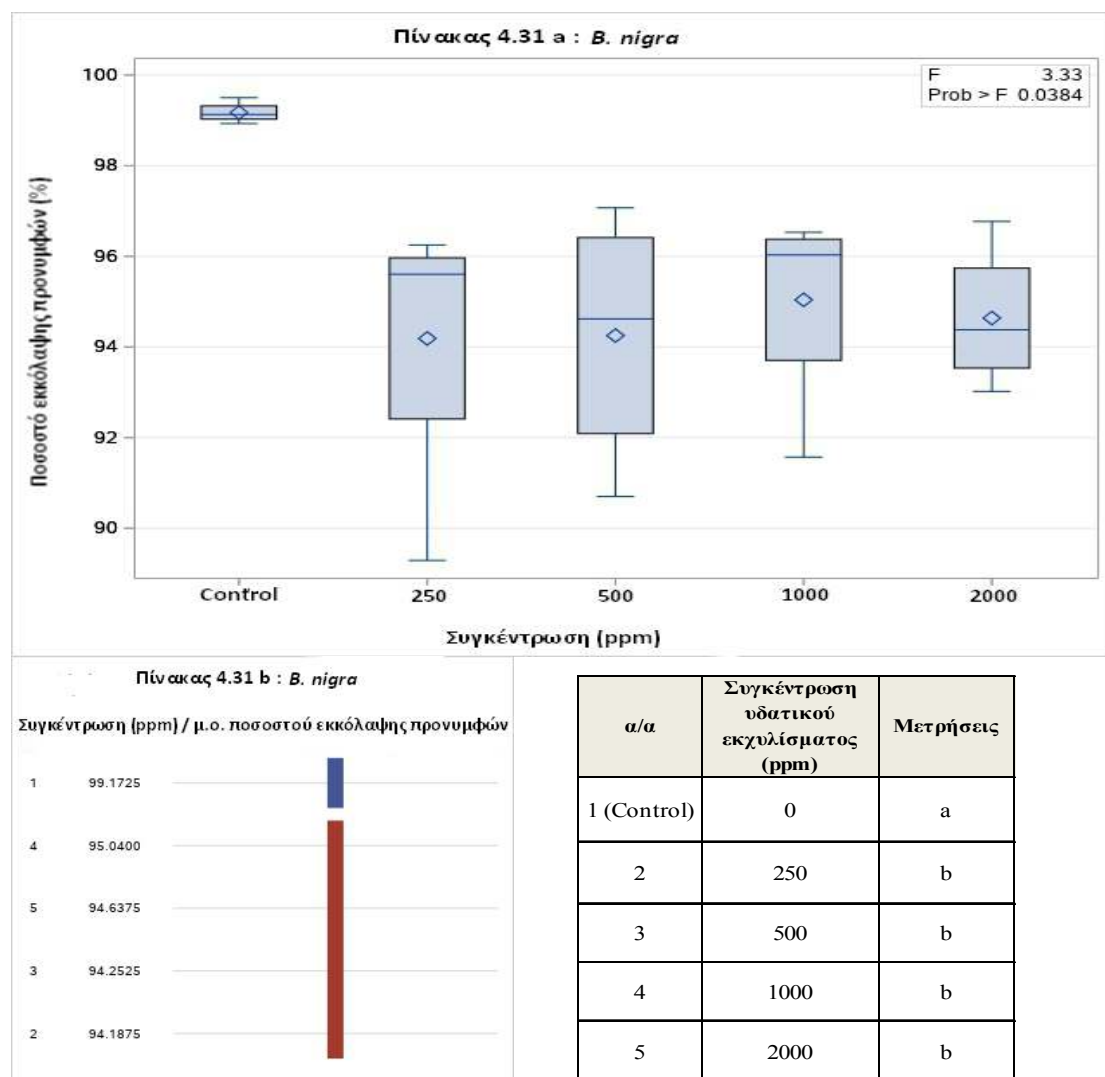 Πίνακας 4.31 a : B. nigra
F 3.33
Prob > F 0.0384
Ποσοστό εκκόλαψης προνυμφών (%)
100
98
96
94
92
90
Control 250 500 1000 2000
Συγκέντρωση (ppm)
Πίνακας 4.31 b : B. nigra
Συγκέντρωση (ppm) / μ.ο. ποσοστού εκκόλαψης προνυμφών
1 99.1725
4 95.0400
5 94.6375
3 94.2525
2 94.1875
α/α
Συγκέντρωση
υδατικού
εκχυλίσματος
(ppm)
Μετρήσεις
1 (Control) 0 a
2 250 b
3 500 b
4 1000 b
5 2000 b